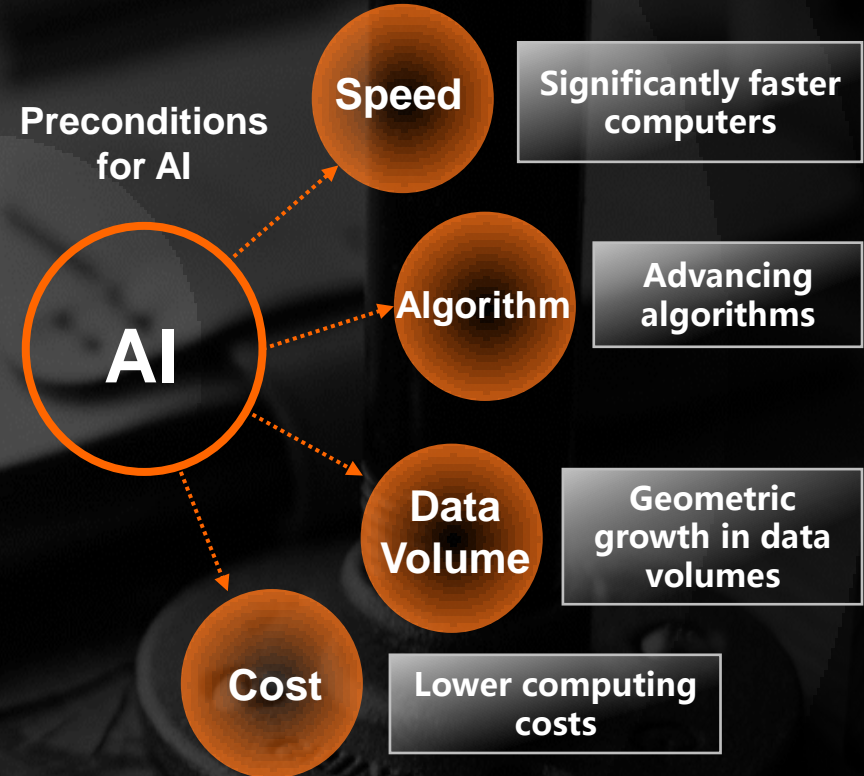 Preconditions
for AI
AI
Speed
Significantly faster
computers
Algorithm
Advancing
algorithms
Data
Volume
Geometric
growth in data
volumes
Cost
Lower computing
costs